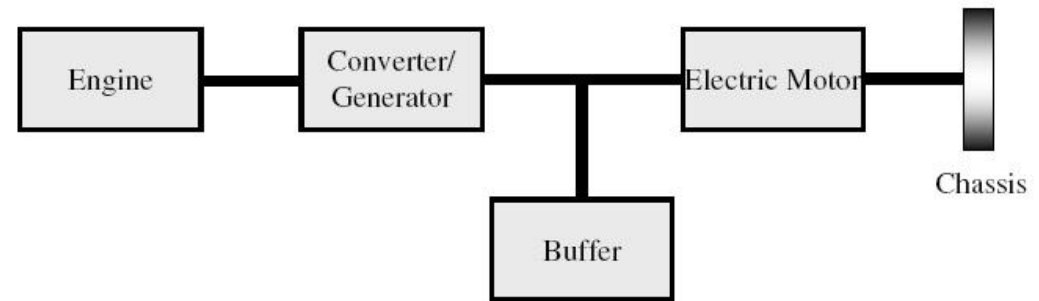 Engine
Converter/
Generator
Electric Motor
Chassis
Buffer